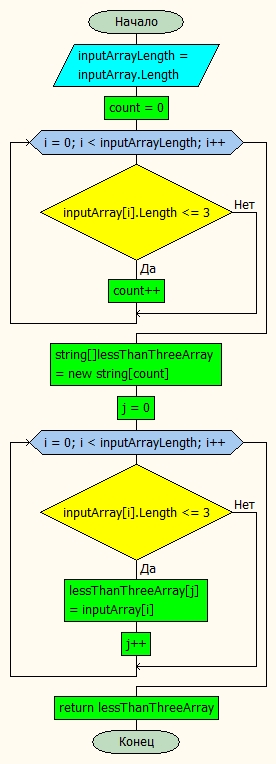 Начало
inputArrayLength =
inputArray.Length
count = 0
i = 0; i < inputArrayLength; i++
inputArray[i].Length <= 3
Нет
Да
count++
string[]lessThanThreeArray
= new string[count]
j = 0
i = 0; i < inputArrayLength; i++
inputArray[i].Length <= 3
Нет
Да
lessThanThreeArray[j]
= inputArray[i]
j++
return lessThanThreeArray
Конец